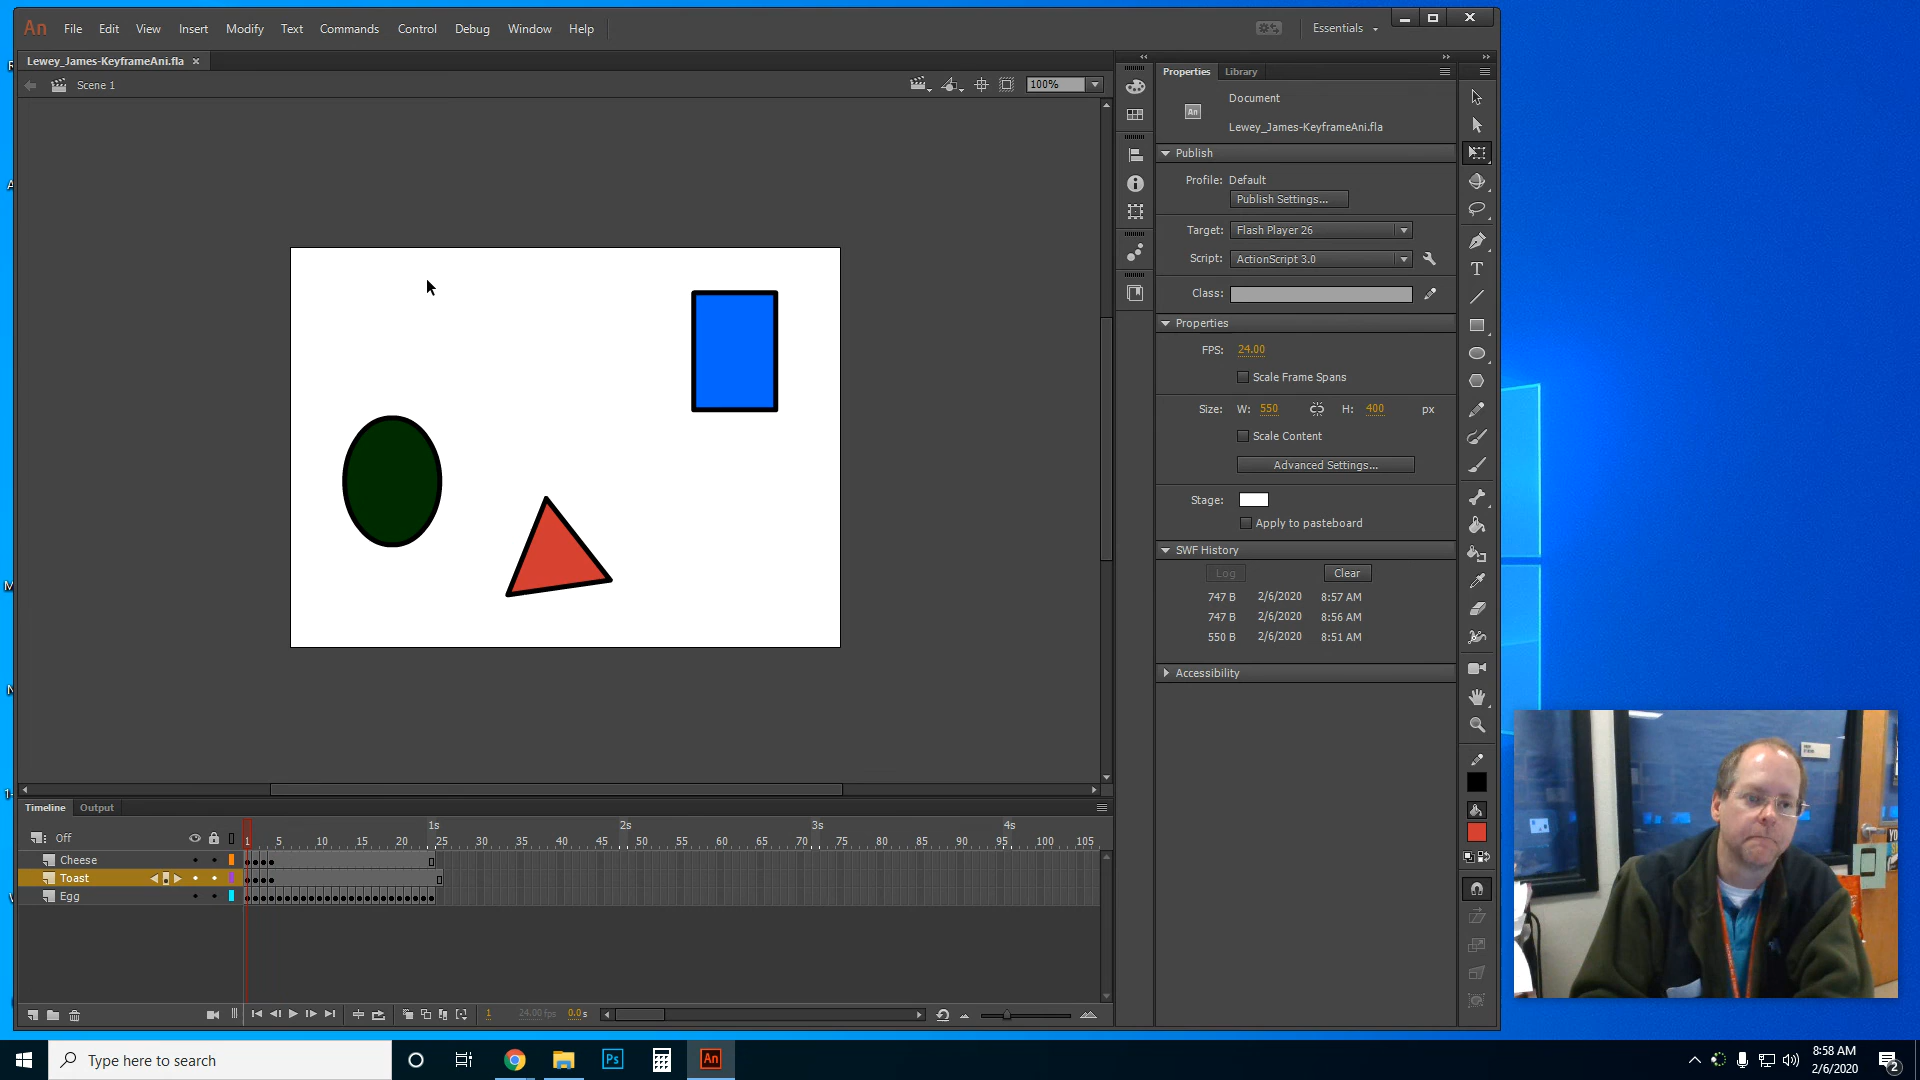 An File Edit View Insert Modify Text Commands Control Debug Window Help Essentials
Lewey_James-KeyframeAni.fla ×
Scene 1 100%
Properties Library
An Document
Lewey_James-KeyframeAni.fla
Publish
Profile: Default
Publish Settings...
Target: Flash Player 26
Script: ActionScript 3.0
Class:
Properties
FPS: 24.00
Scale Frame Spans
Size: W: 550 H: 400 px
Scale Content
Advanced Settings...
Stage:
Apply to pasteboard
SWF History
Log Clear
747 B 2/6/2020 8:57 AM
747 B 2/6/2020 8:56 AM
550 B 2/6/2020 8:51 AM
Accessibility
Timeline Output
1s 2s 3s 4s
Off 1 5 10 15 20 25 30 35 40 45 50 55 60 65 70 75 80 85 90 95 100 105
Cheese
Toast
Egg
1 24.00 fps 0.0 s
Type here to search
Ps
An
8:58 AM
2/6/2020
2